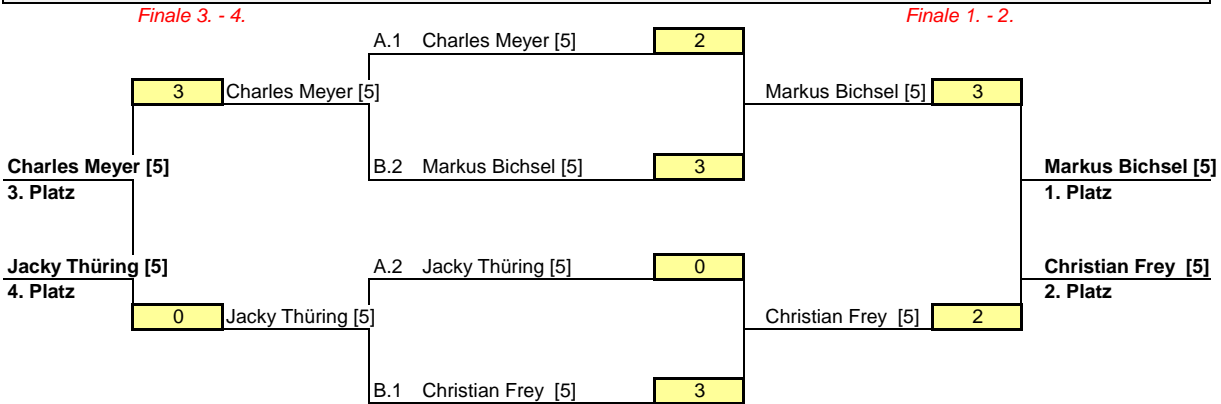 Finale 3. - 4. Finale 1. - 2.
A.1 Charles Meyer [5] 2
3 Charles Meyer [5] Markus Bichsel [5] 3
Charles Meyer [5] B.2 Markus Bichsel [5] 3 Markus Bichsel [5]
3. Platz 1. Platz
Jacky Thüring [5] A.2 Jacky Thüring [5] 0 Christian Frey [5]
4. Platz 2. Platz
0 Jacky Thüring [5] Christian Frey [5] 2
B.1 Christian Frey [5] 3